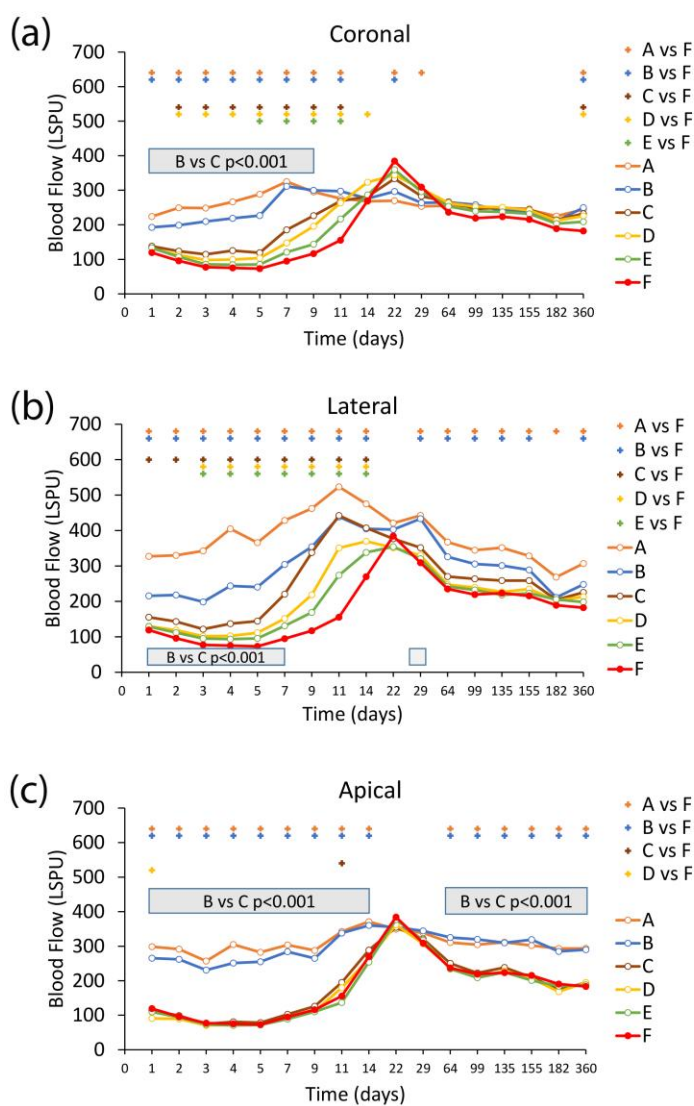 (a)
Coronal
700
600
500
400
300
200
100
0
Blood Flow (LSPU)
B vs C p<0.001
0 1 2 3 4 5 7 9 11 14 22 29 64 99 135 155 182 360
Time (days)
A vs F
B vs F
C vs F
D vs F
E vs F
A
B
C
D
E
F
(b)
Lateral
700
600
500
400
300
200
100
0
Blood Flow (LSPU)
B vs C p<0.001
0 1 2 3 4 5 7 9 11 14 22 29 64 99 135 155 182 360
Time (days)
A vs F
B vs F
C vs F
D vs F
E vs F
A
B
C
D
E
F
(c)
Apical
700
600
500
400
300
200
100
0
Blood Flow (LSPU)
B vs C p<0.001
B vs C p<0.001
0 1 2 3 4 5 7 9 11 14 22 29 64 99 135 155 182 360
Time (days)
A vs F
B vs F
C vs F
D vs F
A
B
C
D
E
F